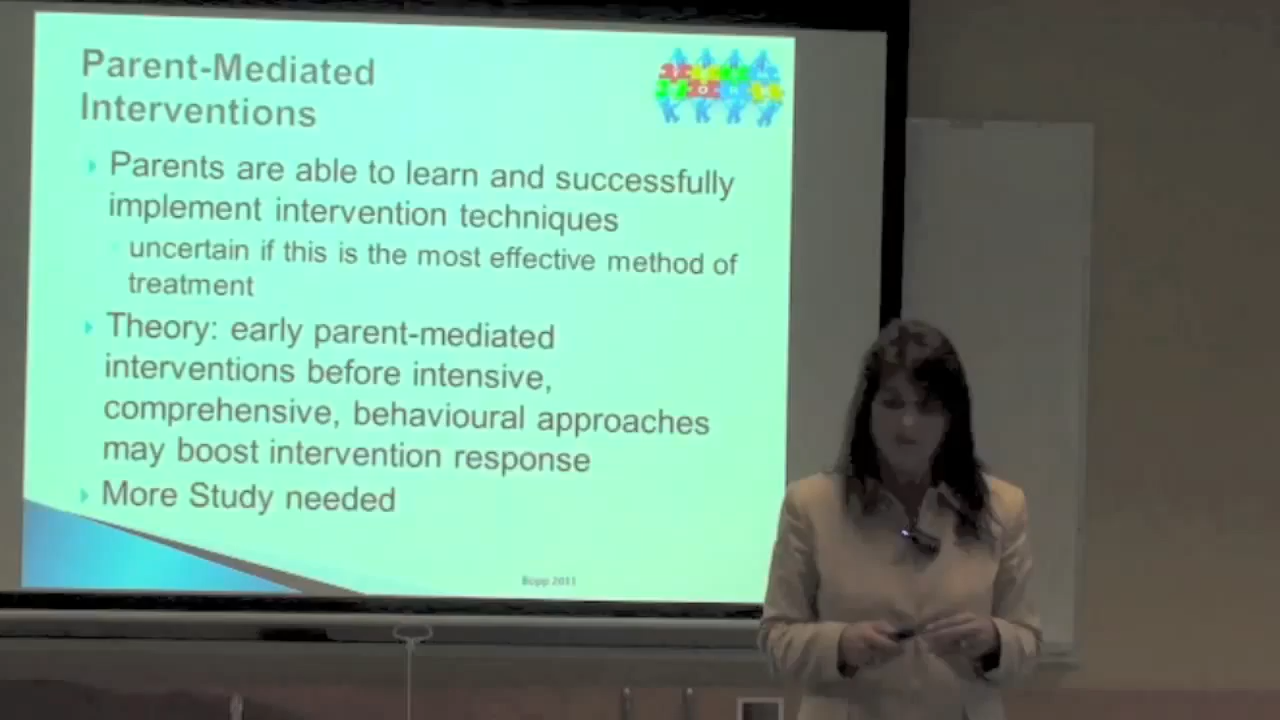 Parent-Mediated
Interventions
Parents are able to learn and successfully
implement intervention techniques
uncertain if this is the most effective method of
treatment
Theory: early parent-mediated
interventions before intensive,
comprehensive, behavioural approaches
may boost intervention response
More Study needed
Bopp 2011